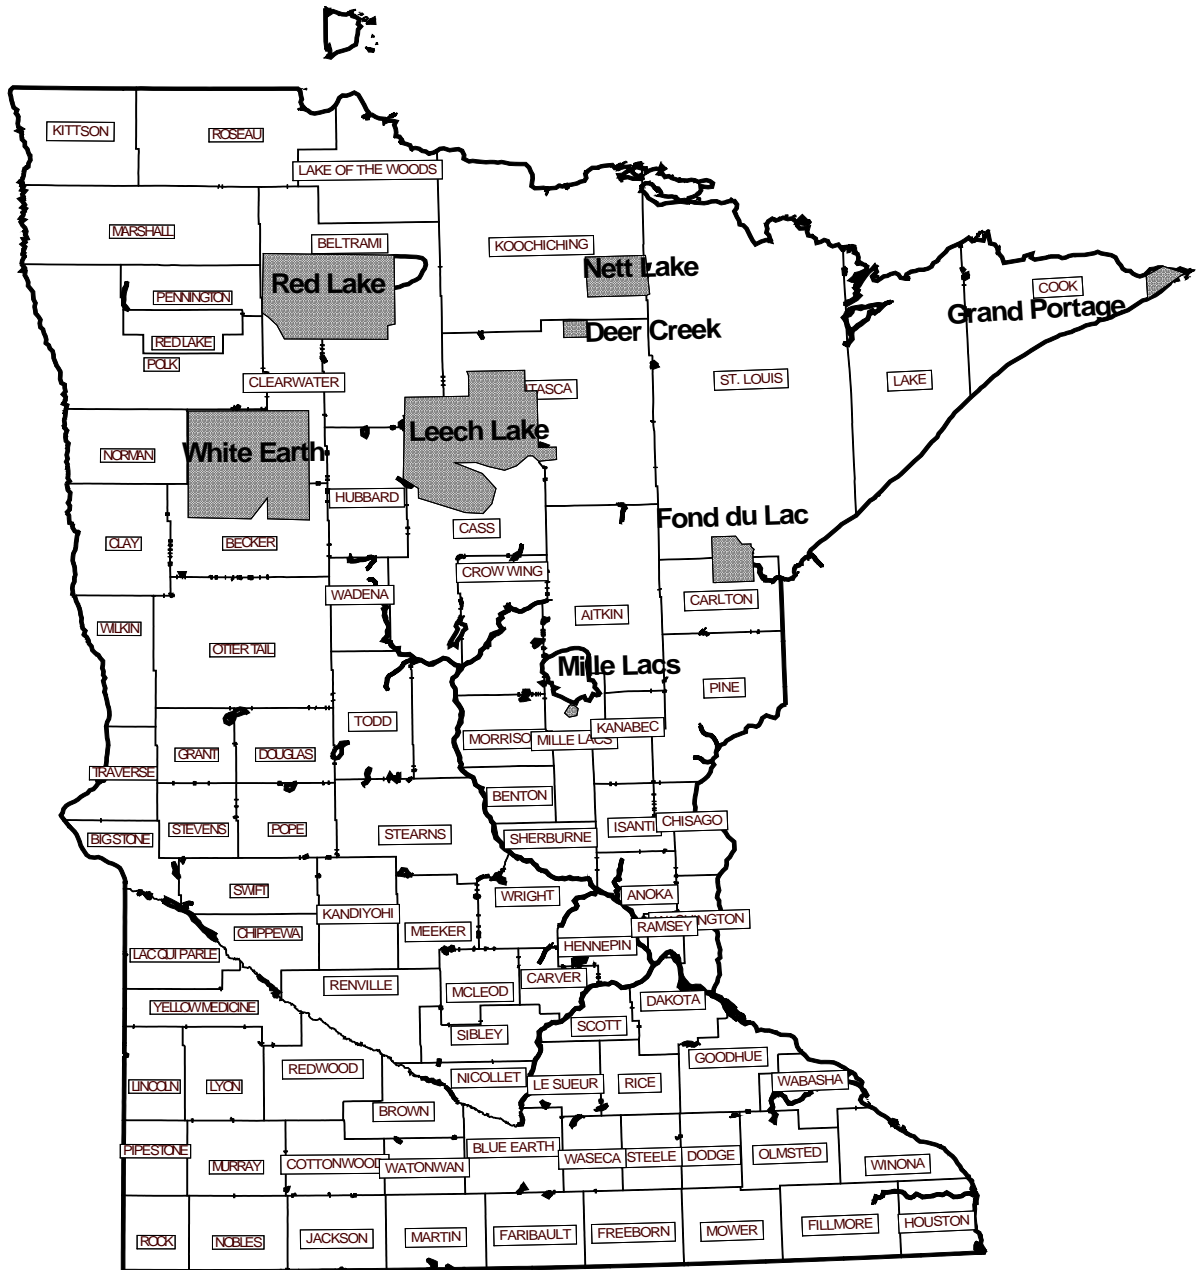 KITTSON
ROSEAU
LAKE OF THE WOODS
MARSHALL
BELTRAMI
KOOCHICHING
Nett Lake
Red Lake
PENNINGTON
COOK
Grand Portage
Deer Creek
RED LAKE
POLK
CLEARWATER
ITASCA
ST. LOUIS
LAKE
Leech Lake
White Earth
NORMAN
HUBBARD
Fond du Lac
CASS
CLAY
BECKER
CROW WING
WADENA
CARLTON
AITKIN
WILKIN
OTTER TAIL
Mille Lacs
PINE
TODD
KANABEC
MORRISO
MILLE LACS
GRANT
DOUGLAS
TRAVERSE
BENTON
CHISAGO
ISANTI
STEVENS
POPE
STEARNS
SHERBURNE
BIG STONE
SWIFT
WRIGHT
ANOKA
KANDIYOHI
INGTON
RAMSEY
CHIPPEWA
MEEKER
HENNEPIN
LAC QUI PARLE
CARVER
RENVILLE
MCLEOD
DAKOTA
YELLOW MEDICINE
SCOTT
SIBLEY
GOODHUE
REDWOOD
NICOLLET
LE SUEUR
RICE
WABASHA
LINCOLN
LYON
BROWN
PIPESTONE
BLUE EARTH
OLMSTED
WASECA
STEELE
DODGE
MURRAY
COTTONWOOD
WATONWAN
WINONA
ROCK
NOBLES
JACKSON
MARTIN
FARIBAULT
FREEBORN
MOWER
FILLMORE
HOUSTON